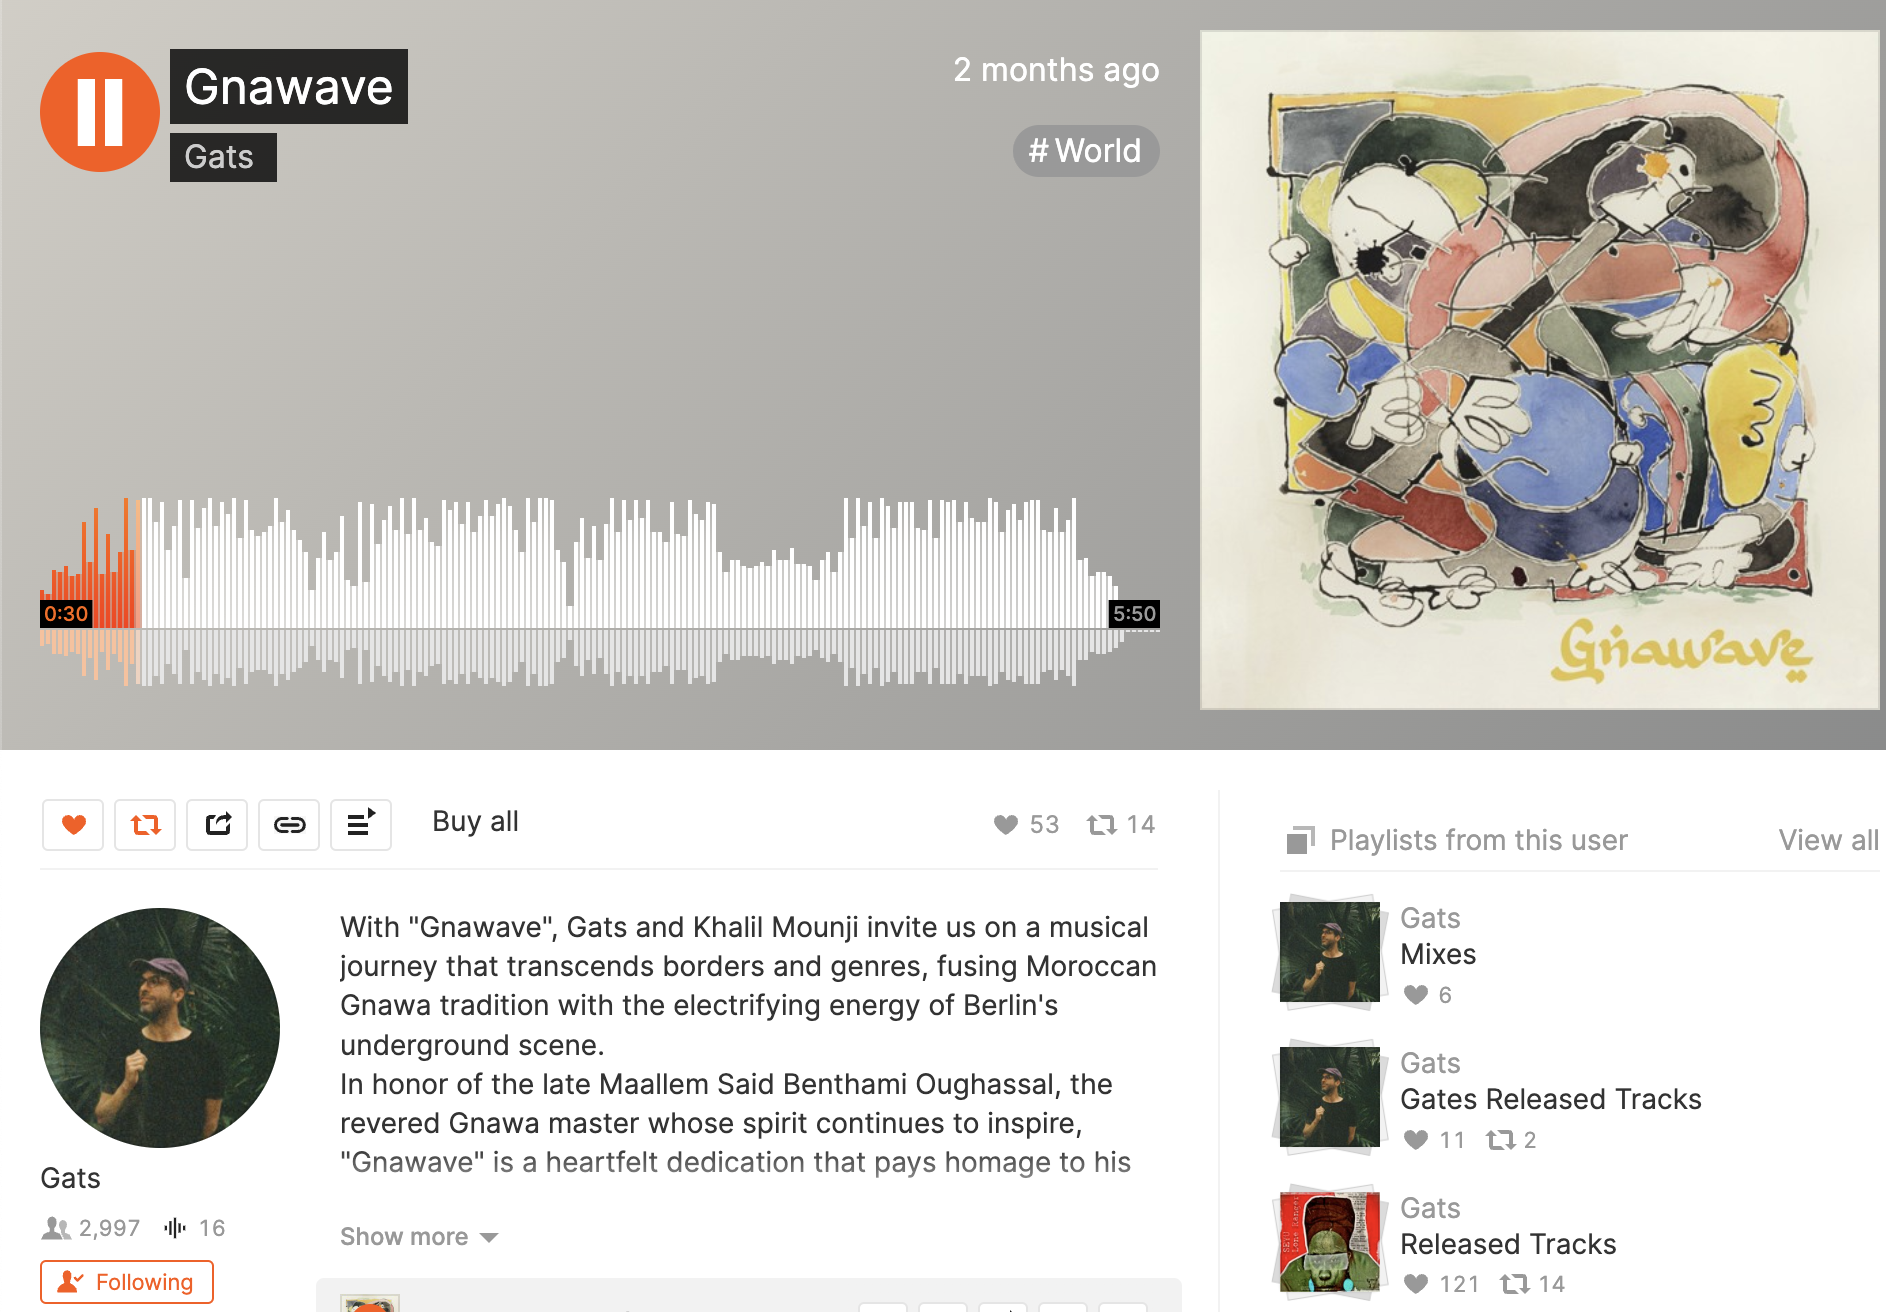 Gnawave
Gats
2 months ago
# World
0:30
5:50
Gnawave
Buy all
53
14
Playlists from this user
View all
With "Gnawave", Gats and Khalil Mounji invite us on a musical
journey that transcends borders and genres, fusing Moroccan
Gnawa tradition with the electrifying energy of Berlin's
underground scene.
In honor of the late Maallem Said Benthami Oughassal, the
revered Gnawa master whose spirit continues to inspire,
"Gnawave" is a heartfelt dedication that pays homage to his
Show more
Gats
2,997
16
Following
Gats
Mixes
6
Gats
Gates Released Tracks
11
2
Gats
Released Tracks
121
14